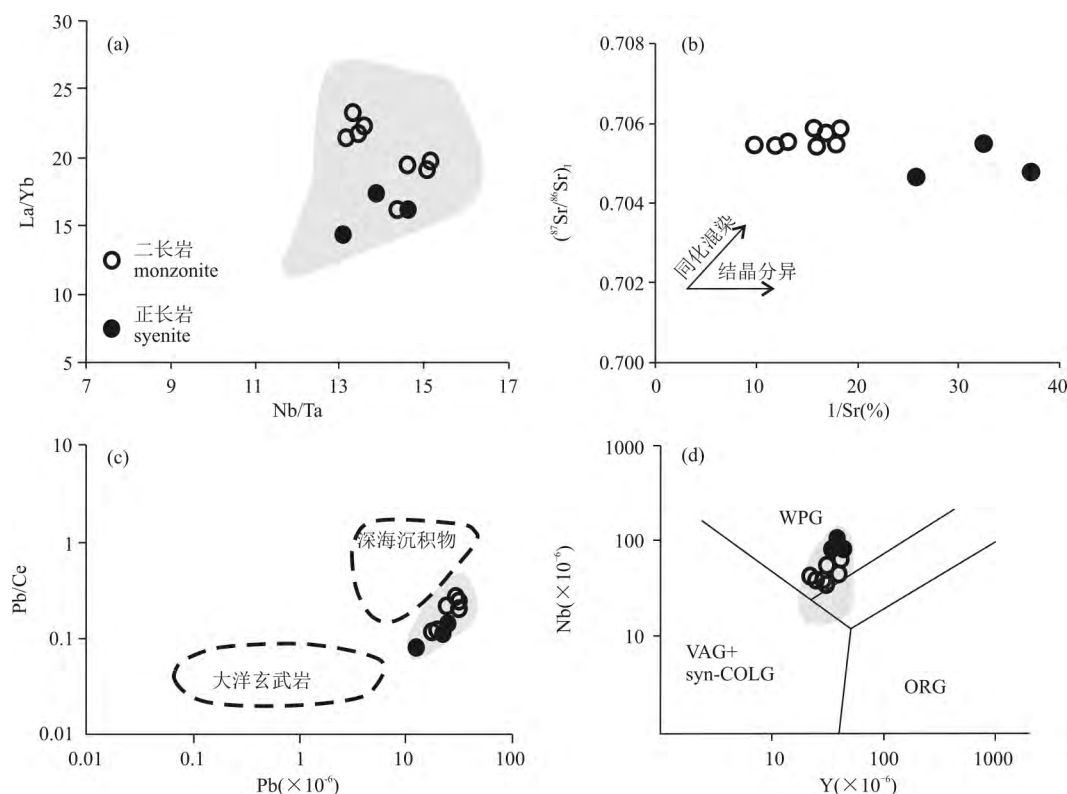 (a)
30
25
20
15
10
5
La/Yb
二长岩
monzonite
正长岩
syenite
7
9
11
13
15
17
Nb/Ta
(b)
0.708
0.706
0.704
0.702
0.700
(⁸⁷Sr/⁸⁶Sr)ᵢ
同化混染
结晶分异
0
10
20
30
40
1/Sr(%)
(c)
10
1
0.1
0.01
Pb/Ce
深海沉积物
大洋玄武岩
0.01
0.1
1
10
100
Pb(×10⁻⁶)
(d)
1000
100
10
Nb(×10⁻⁶)
WPG
VAG+
syn-COLG
ORG
10
100
1000
Y(×10⁻⁶)